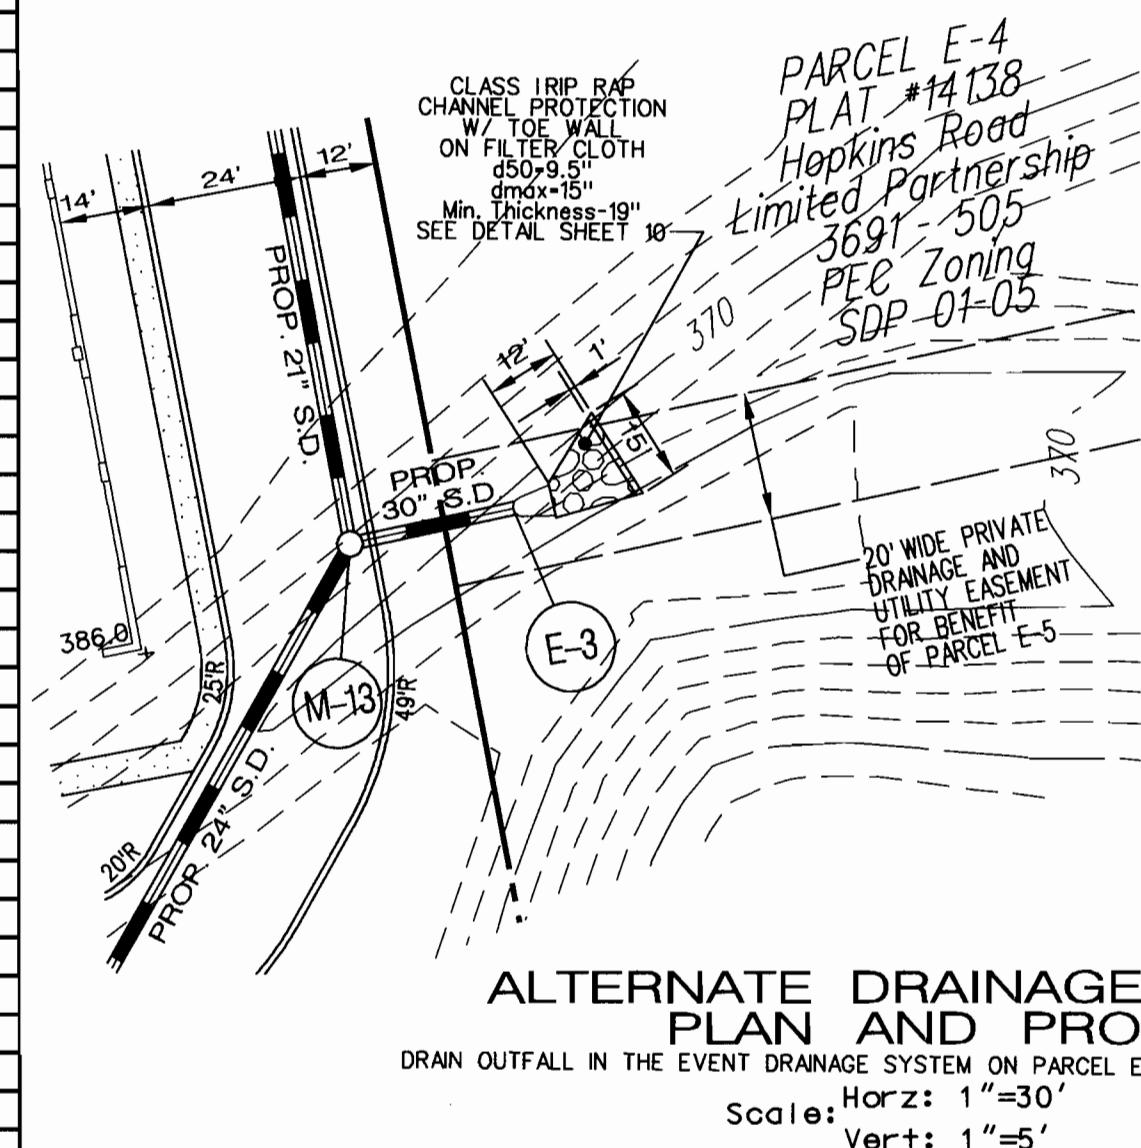 PARCEL E-4
PLAT #14138
Hopkins Road
Limited Partnership
3691 - 505
PEC Zoning
SDP 01-05
CLASS I RIP RAP
CHANNEL PROTECTION
W/ TOE WALL
ON FILTER CLOTH
d50=9.5"
dmax=15"
Min. Thickness-19"
SEE DETAIL SHEET 10
14'
24'
12'
PROP. 21" S.D.
370
12'
1'
15'
PROP.
30" S.D.
370
20' WIDE PRIVATE
DRAINAGE AND
UTILITY EASEMENT
FOR BENEFIT
OF PARCEL E-5
386.0
E-3
M-13
25'R
49'R
20'R
PROP. 24" S.D.
ALTERNATE DRAINAGE
PLAN AND PRO
DRAIN OUTFALL IN THE EVENT DRAINAGE SYSTEM ON PARCEL E
Scale: Horz: 1"=30'
Vert: 1"=5'